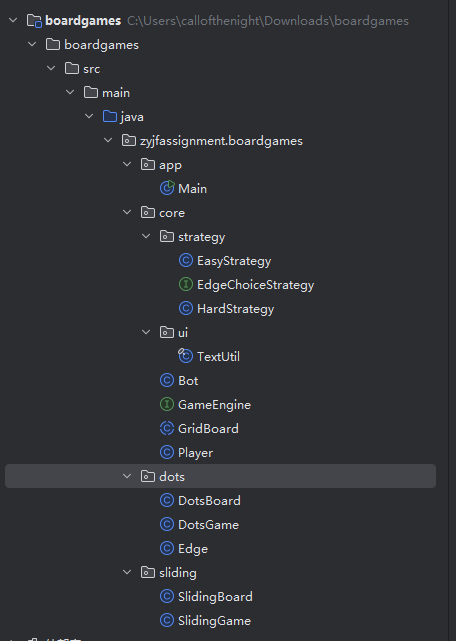 boardgames C:\Users\callofthenight\Downloads\boardgames
boardgames
src
main
java
zyjfassignment.boardgames
app
Main
core
strategy
EasyStrategy
EdgeChoiceStrategy
HardStrategy
ui
TextUtil
Bot
GameEngine
GridBoard
Player
dots
DotsBoard
DotsGame
Edge
sliding
SlidingBoard
SlidingGame